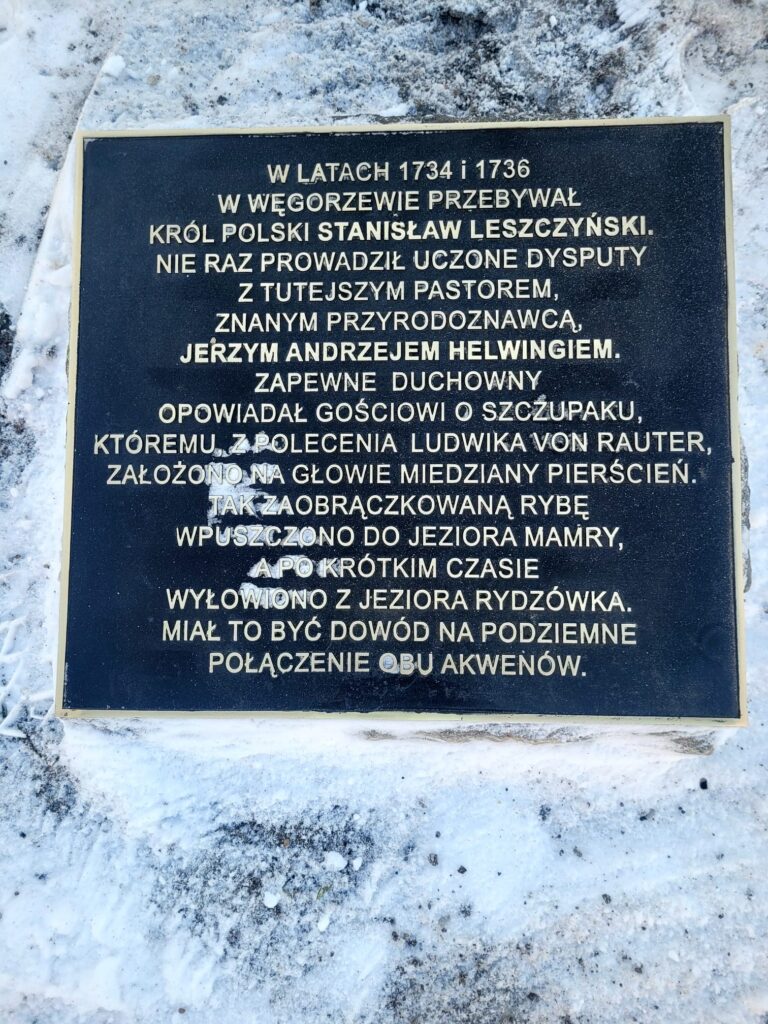 W LATACH 1734 i 1736
W WĘGORZEWIE PRZEBYWAŁ
KRÓL POLSKI STANISŁAW LESZCZYŃSKI.
NIE RAZ PROWADZIŁ UCZONE DYSPUTY
Z TUTEJSZYM PASTOREM,
ZNANYM PRZYRODOZNAWCĄ,
JERZYM ANDRZEJEM HELWINGIEM.
ZAPEWNE DUCHOWNY
OPOWIADAŁ GOŚCIOWI O SZCZUPAKU,
KTÓREMU, Z POLECENIA LUDWIKA VON RAUTER,
ZAŁOŻONO NA GŁOWIE MIEDZIANY PIERŚCIEŃ.
TAK ZAOBRĄCZKOWANĄ RYBĘ
WPUSZCZONO DO JEZIORA MAMRY,
A PO KRÓTKIM CZASIE
WYŁOWIONO Z JEZIORA RYDZÓWKA.
MIAŁ TO BYĆ DOWÓD NA PODZIEMNE
POŁĄCZENIE OBU AKWENÓW.